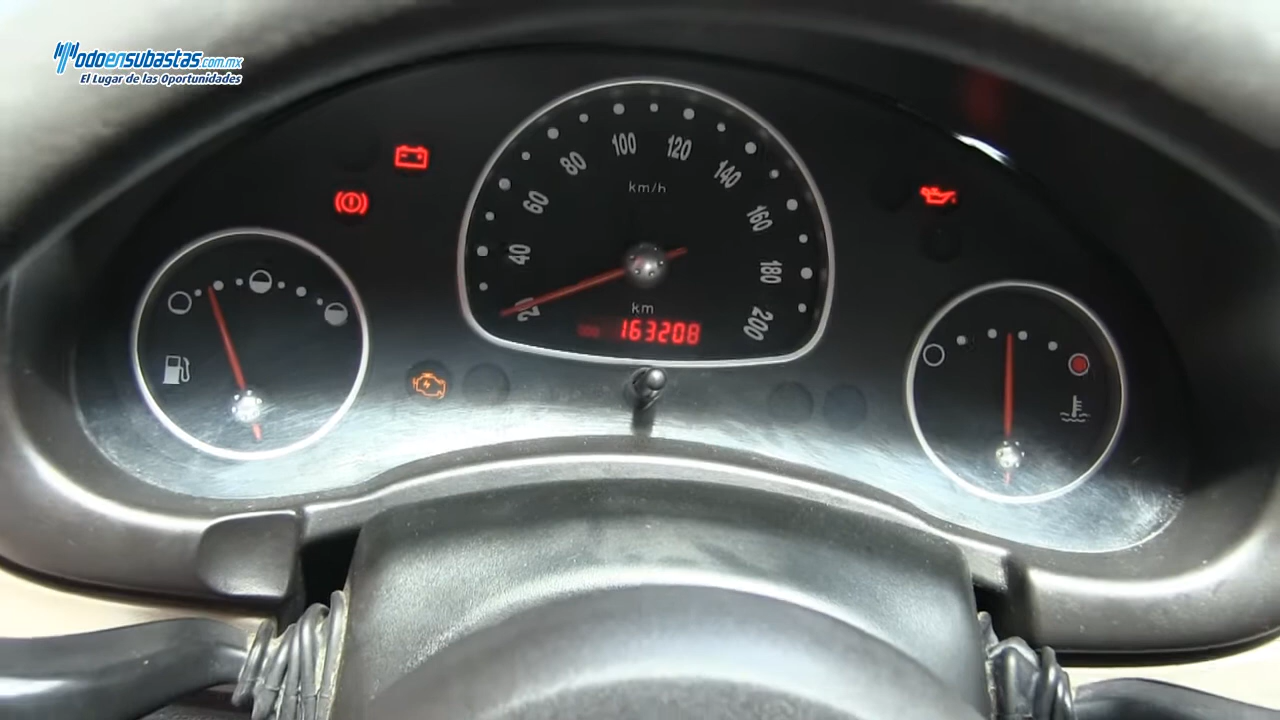 Todoensubastas.com.mx
El Lugar de las Oportunidades
20
40
60
80
100
120
140
160
180
200
km/h
km
163208